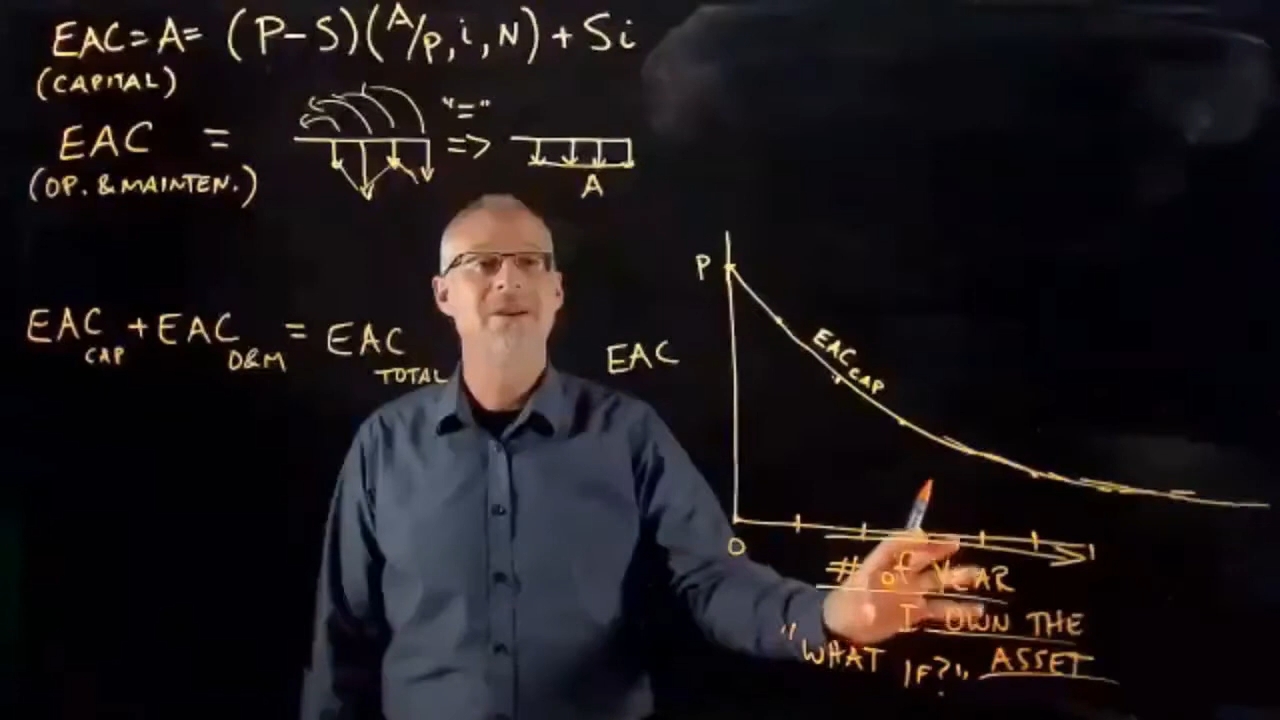 EAC = A = (P-S)(A/P, i, N) + Si
(CAPITAL)
EAC = "=" => A
(OP. & MAINTEN.)
EAC CAP + EAC O&M = EAC TOTAL
EAC
P
EAC CAP
0
# of YEAR
I OWN THE
"WHAT IF?" ASSET